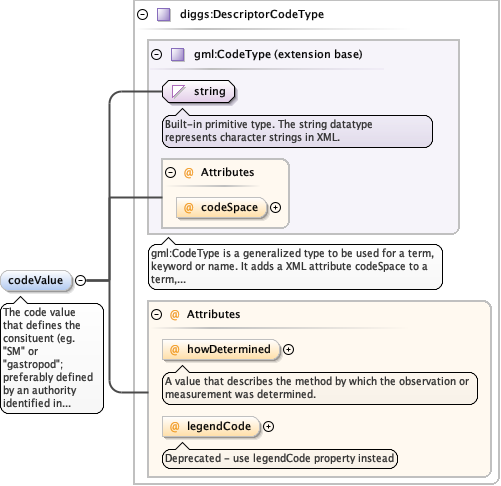 diggs:DescriptorCodeType
gml:CodeType (extension base)
string
Built-in primitive type. The string datatype
represents character strings in XML.
@ Attributes
@ codeSpace
gml:CodeType is a generalized type to be used for a term,
keyword or name. It adds a XML attribute codeSpace to a
term,...
codeValue
The code value
that defines the
consituent (eg.
"SM" or
"gastropod";
preferably defined
by an authority
identified in...
@ Attributes
@ howDetermined
A value that describes the method by which the observation or
measurement was determined.
@ legendCode
Deprecated - use legendCode property instead